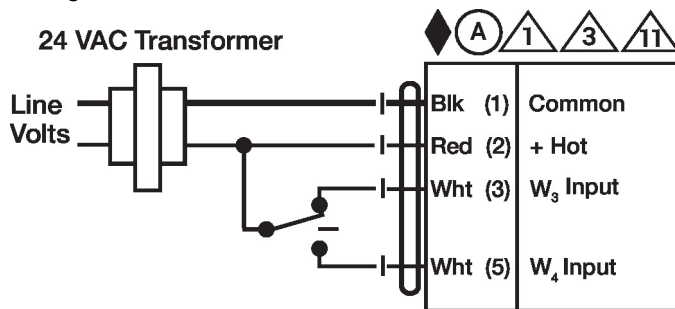 A 1 3 11
24 VAC Transformer
Line
Volts
Blk (1) Common
Red (2) + Hot
Wht (3) W₃ Input
Wht (5) W₄ Input